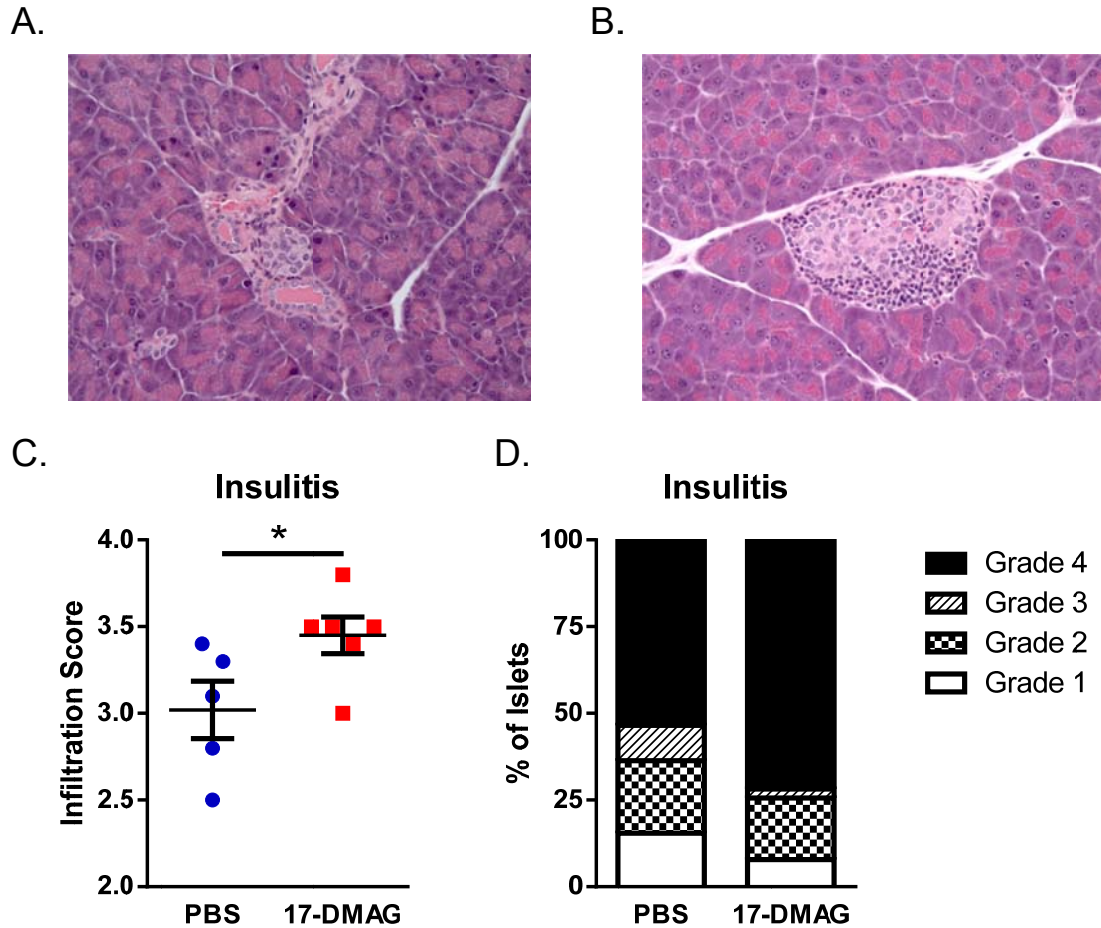 A.
B.
C.
Insulitis
*
4.0
3.5
3.0
2.5
2.0
Infiltration Score
PBS
17-DMAG
D.
Insulitis
100
75
50
25
0
% of Islets
PBS
17-DMAG
Grade 4
Grade 3
Grade 2
Grade 1